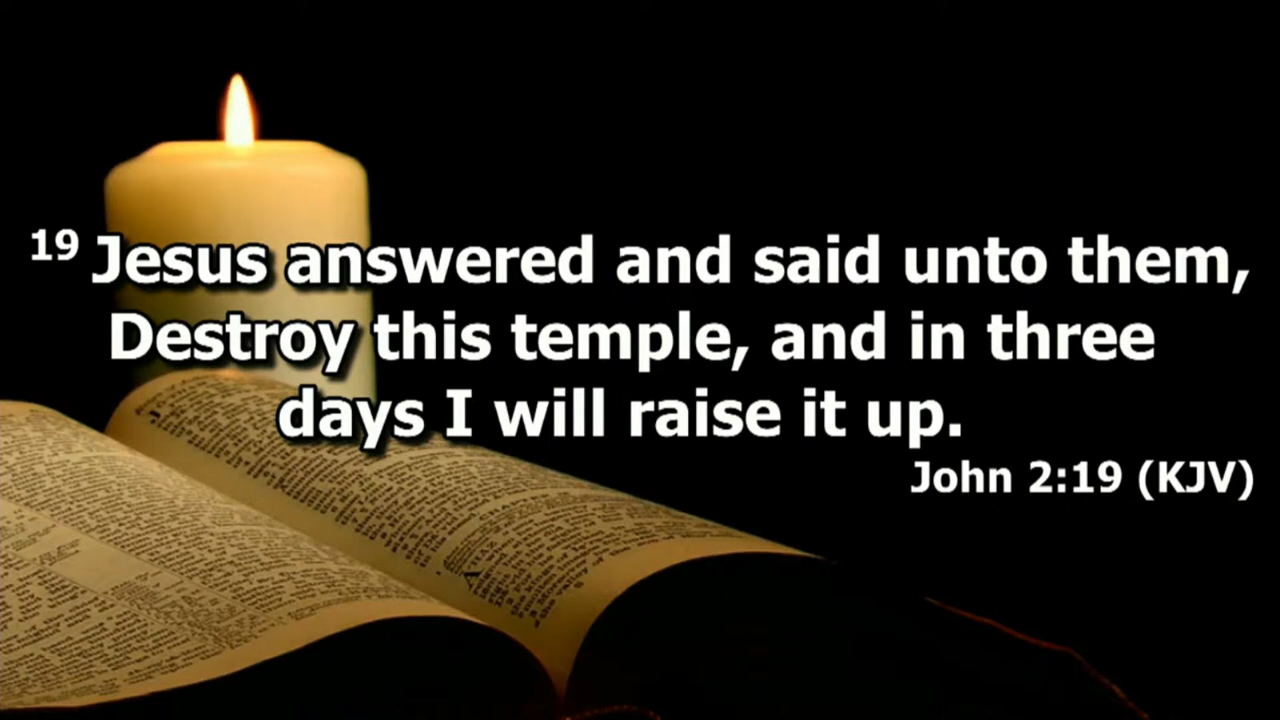 19 Jesus answered and said unto them,
Destroy this temple, and in three
days I will raise it up.
John 2:19 (KJV)